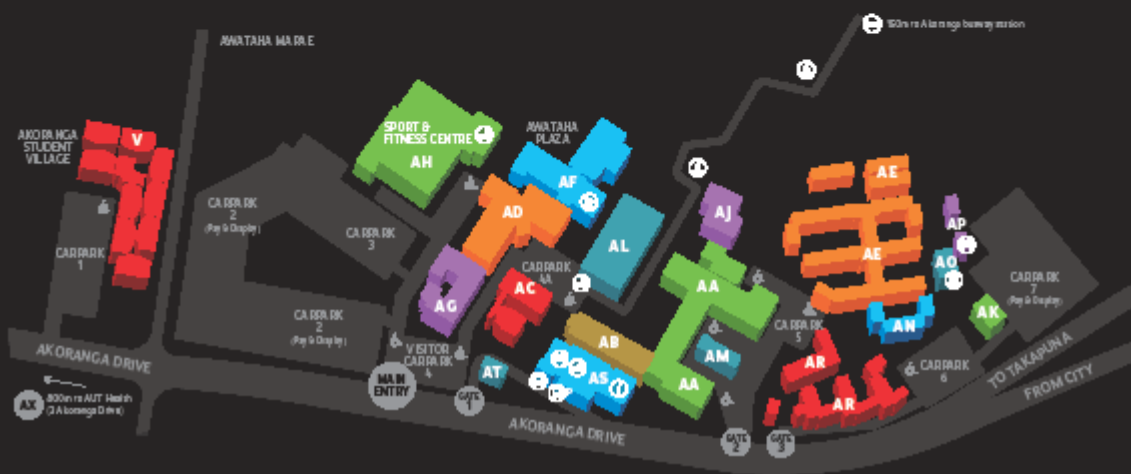 150m to Akoranga busway station
AWATAHA MARAE
AKORANGA
STUDENT
VILLAGE
V
SPORT &
FITNESS CENTRE
AH
AWATAHA
PLAZA
AF
AD
AL
AJ
AE
AE
AP
AO
AK
AN
CARPARK
1
CARPARK
2
(Pay & Display)
CARPARK
3
CARPARK
4A
CARPARK
7
(Pay & Display)
AG
AC
AA
CARPARK
2
(Pay & Display)
VISITOR
CARPARK
4
CARPARK
5
AB
AM
AR
CARPARK
6
AT
AS
AA
AR
AKORANGA DRIVE
MAIN
ENTRY
GATE
1
GATE
2
GATE
3
AKORANGA DRIVE
TO TAKAPUNA
FROM CITY
AX
800m to AUT Health
(3 Akoranga Drive)